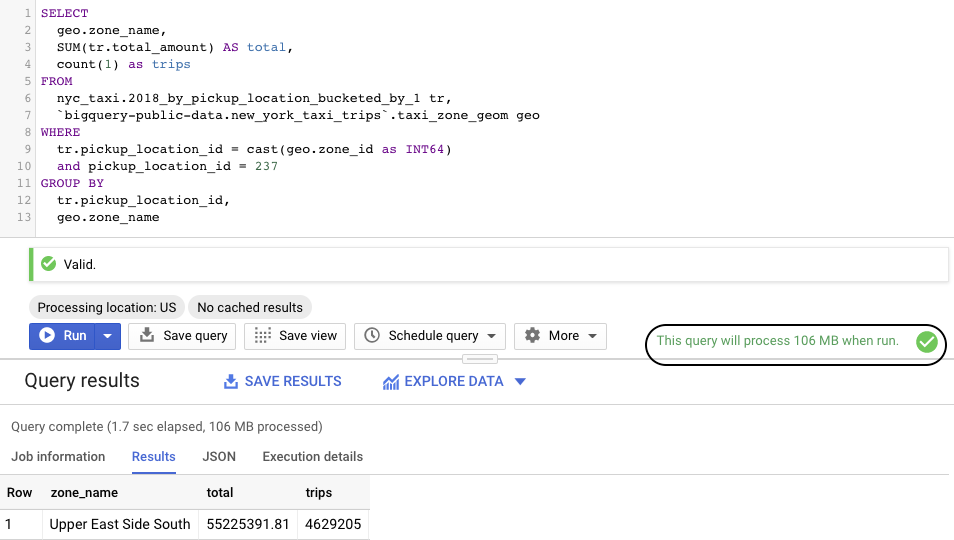 1 SELECT
2 geo.zone_name,
3 SUM(tr.total_amount) AS total,
4 count(1) as trips
5 FROM
6 nyc_taxi.2018_by_pickup_location_bucketed_by_1 tr,
7 `bigquery-public-data.new_york_taxi_trips`.taxi_zone_geom geo
8 WHERE
9 tr.pickup_location_id = cast(geo.zone_id as INT64)
10 and pickup_location_id = 237
11 GROUP BY
12 tr.pickup_location_id,
13 geo.zone_name
Valid.
Processing location: US No cached results
Run Save query Save view Schedule query More This query will process 106 MB when run.
Query results SAVE RESULTS EXPLORE DATA
Query complete (1.7 sec elapsed, 106 MB processed)
Job information Results JSON Execution details
Row zone_name total trips
1 Upper East Side South 55225391.81 4629205